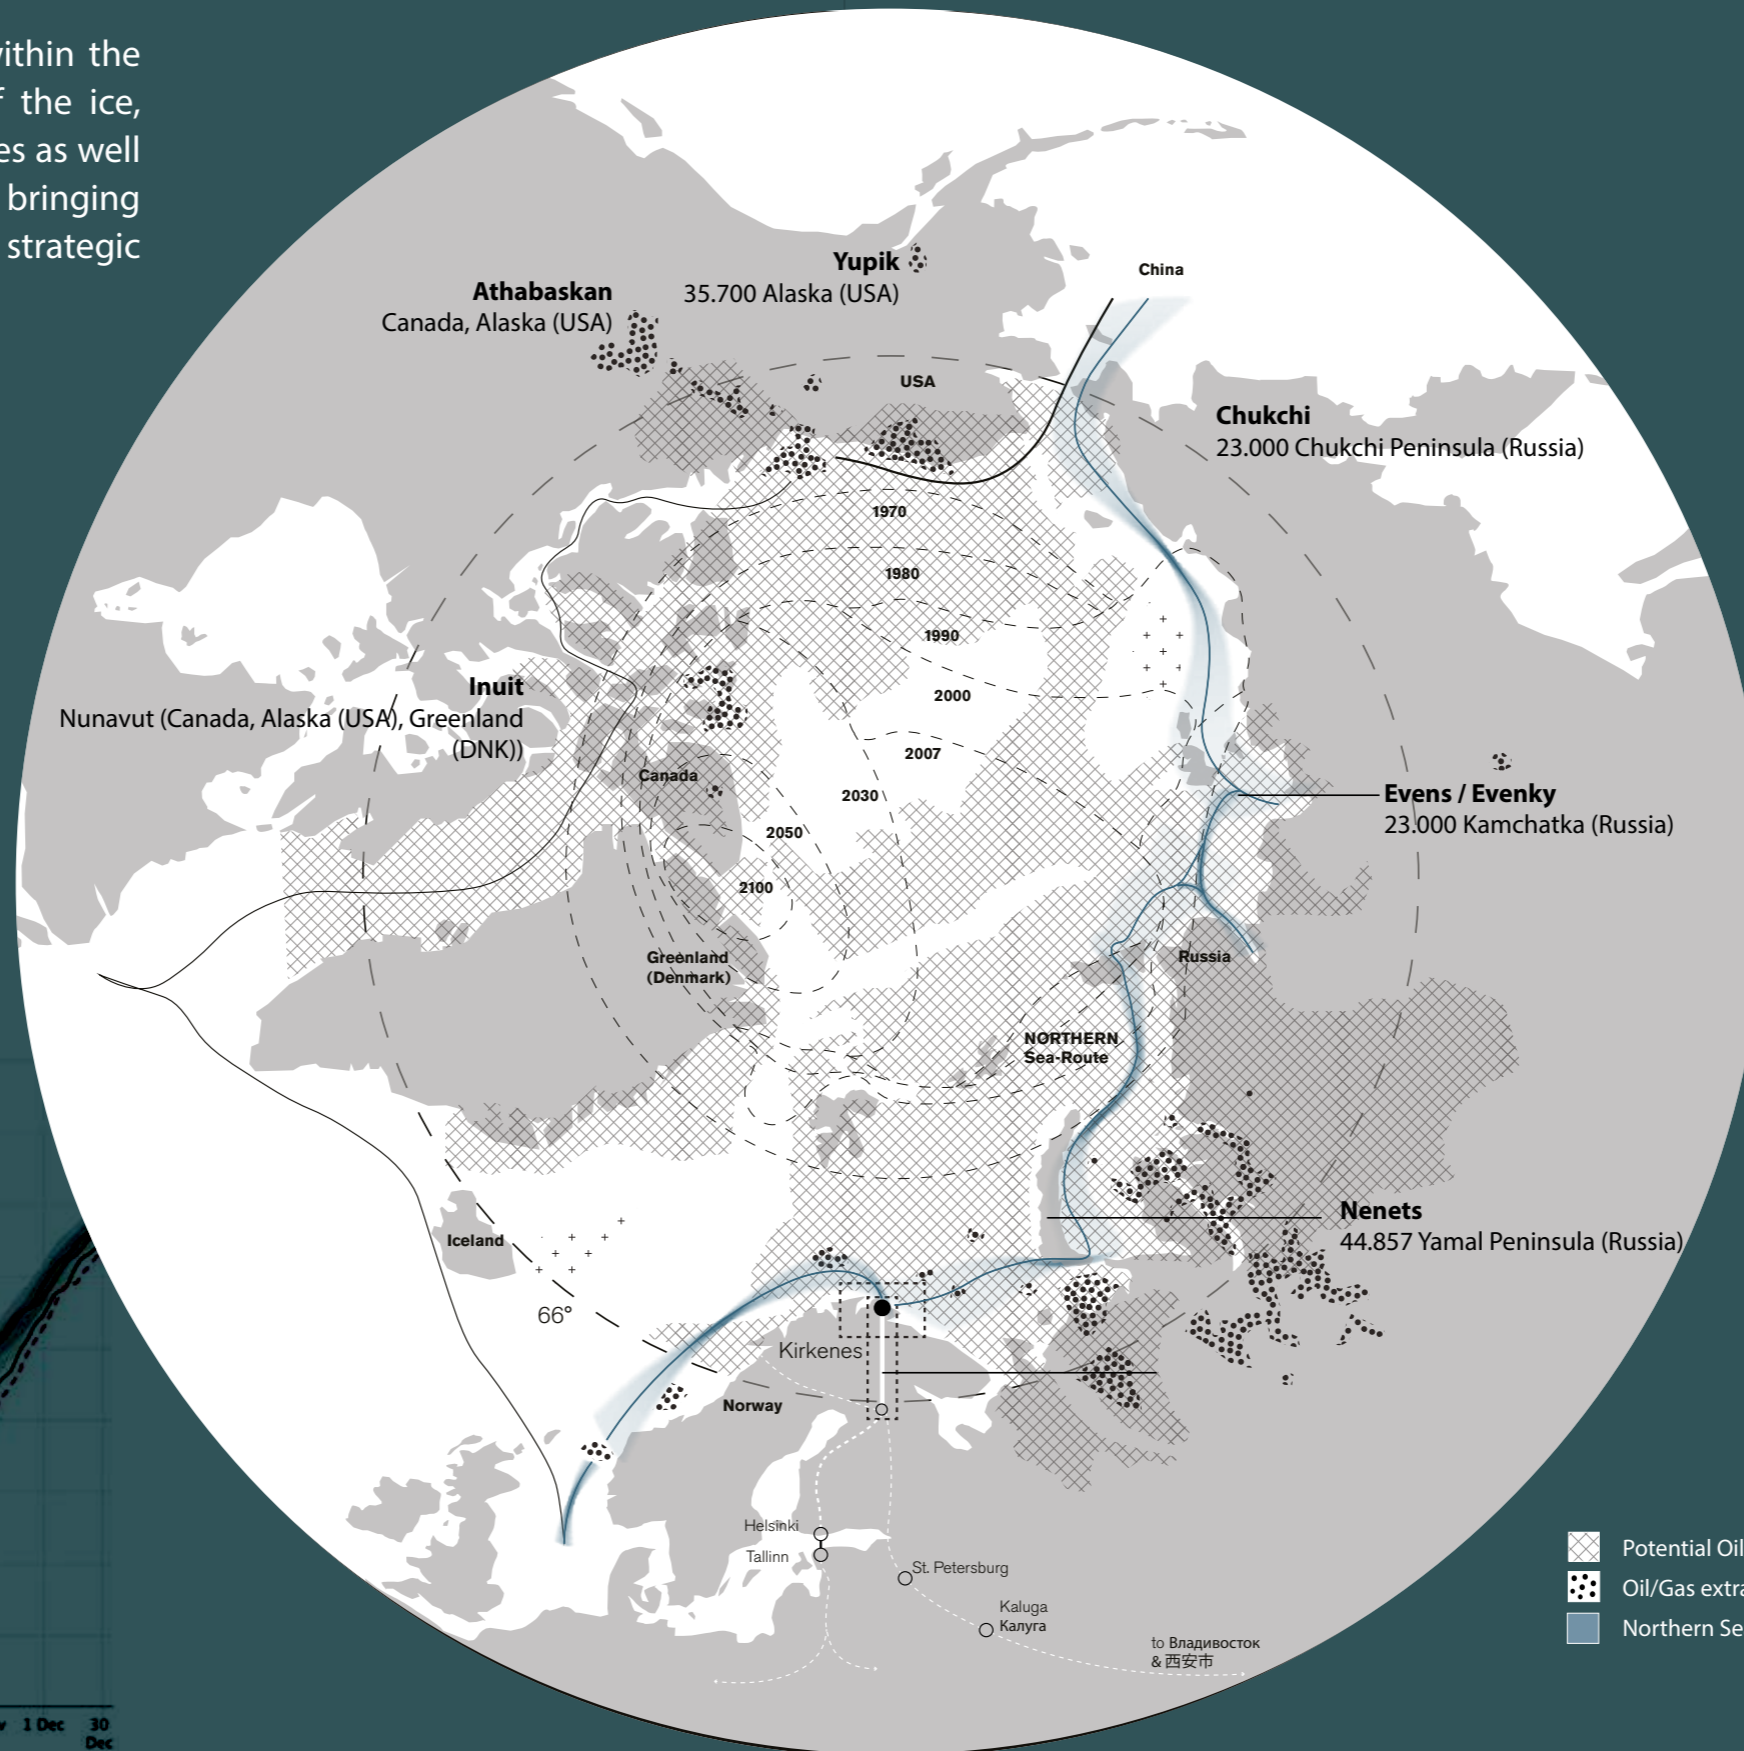 within the
f the ice,
es as well
bringing
strategic
Yupik
35.700 Alaska (USA)
Athabaskan
Canada, Alaska (USA)
China
USA
Chukchi
23.000 Chukchi Peninsula (Russia)
1970
1980
1990
2000
2007
2030
2050
2100
Inuit
Nunavut (Canada, Alaska (USA), Greenland
(DNK))
Canada
Evens / Evenky
23.000 Kamchatka (Russia)
Greenland
(Denmark)
Russia
NORTHERN
Sea-Route
Nenets
44.857 Yamal Peninsula (Russia)
Iceland
66°
Kirkenes
Norway
Helsinki
Tallinn
St. Petersburg
Kaluga
Калуга
to Владивосток
& 西安市
Potential Oil
Oil/Gas extra
Northern Se
1 Dec
30
Dec